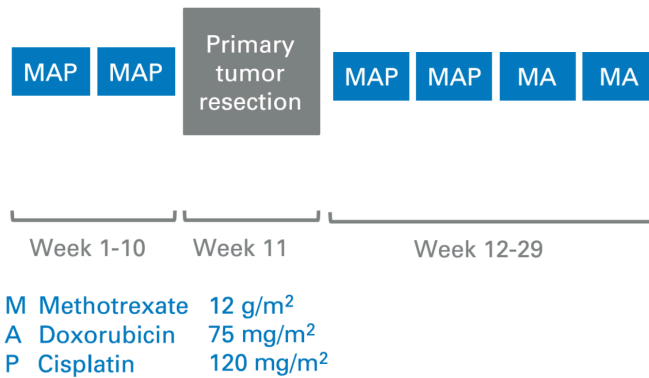 MAP MAP
Primary
tumor
resection
MAP MAP MA MA
Week 1-10 Week 11 Week 12-29
M Methotrexate 12 g/m²
A Doxorubicin 75 mg/m²
P Cisplatin 120 mg/m²